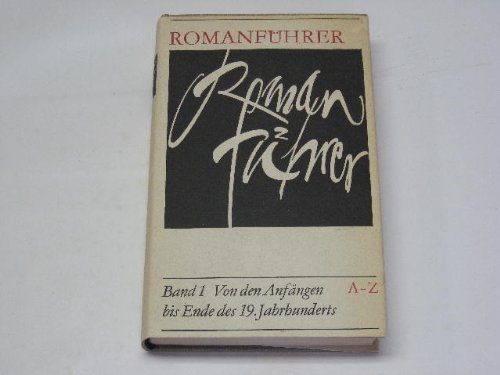 ROMANFÜHRER
Roman
Führer
Band 1 Von den Anfängen A-Z
bis Ende des 19. Jahrhunderts